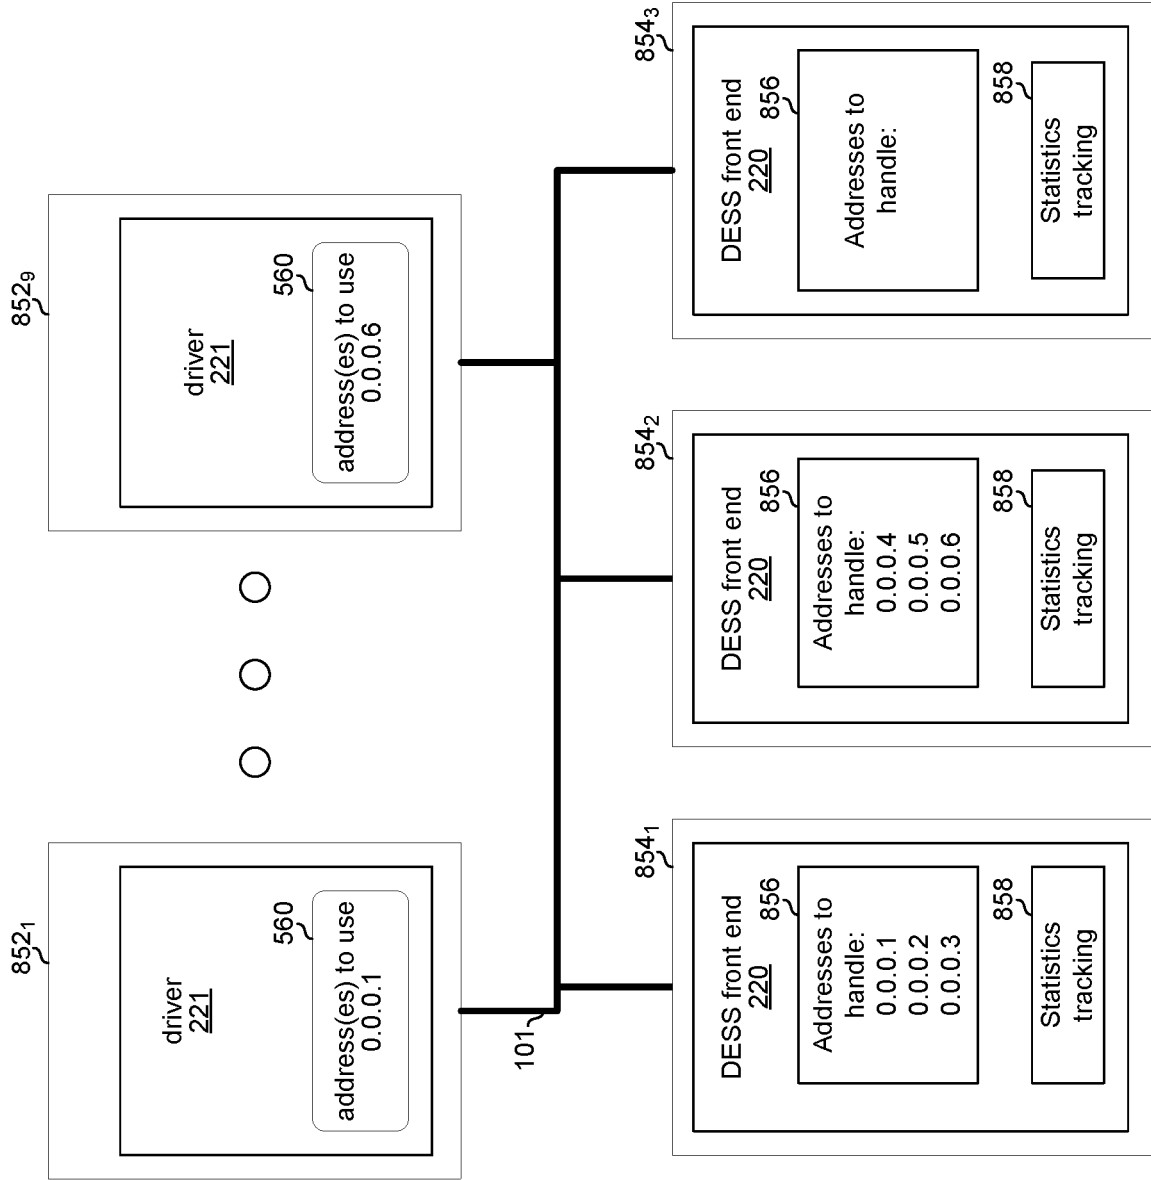 852₁
driver
221
560
address(es) to use
0.0.0.1
852₉
driver
221
560
address(es) to use
0.0.0.6
101
854₁
DESS front end
220
856
Addresses to
handle:
0.0.0.1
0.0.0.2
0.0.0.3
858
Statistics
tracking
854₂
DESS front end
220
856
Addresses to
handle:
0.0.0.4
0.0.0.5
0.0.0.6
858
Statistics
tracking
854₃
DESS front end
220
856
Addresses to
handle:
858
Statistics
tracking